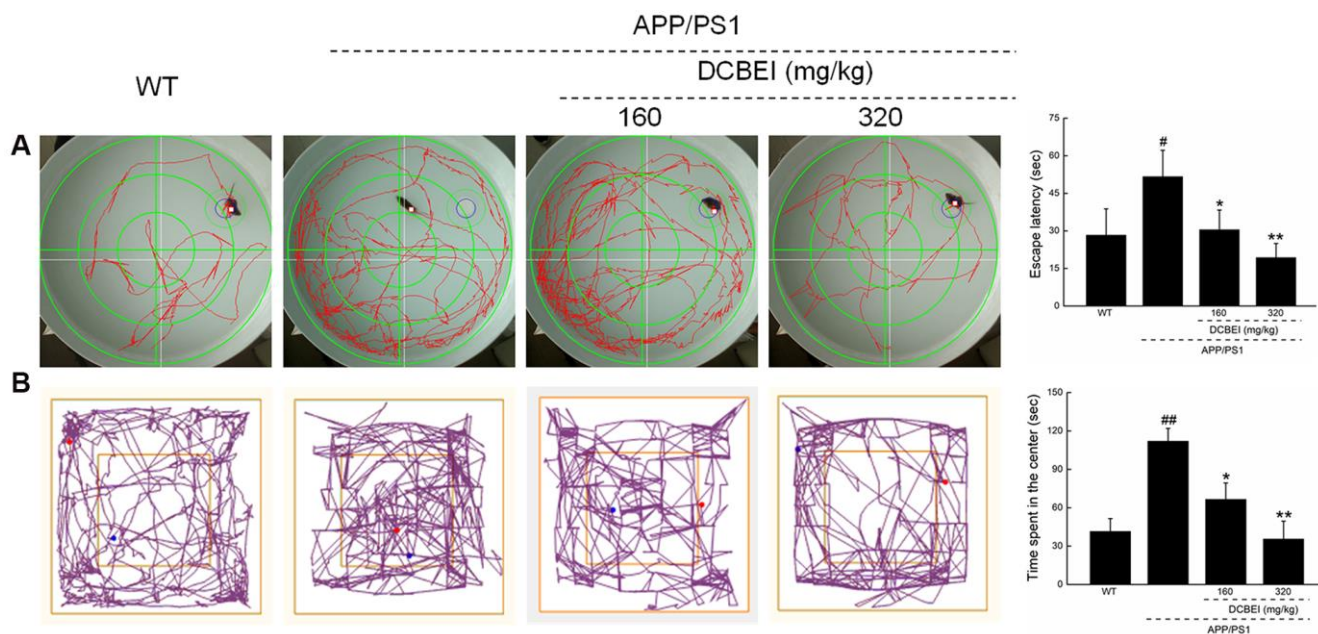 APP/PS1
WT
DCBEI (mg/kg)
160
320
A
Escape latency (sec)
75
60
45
30
15
0
#
*
**
WT
160
320
DCBEI (mg/kg)
APP/PS1
B
Time spent in the center (sec)
150
120
90
60
30
0
##
*
**
WT
160
320
DCBEI (mg/kg)
APP/PS1